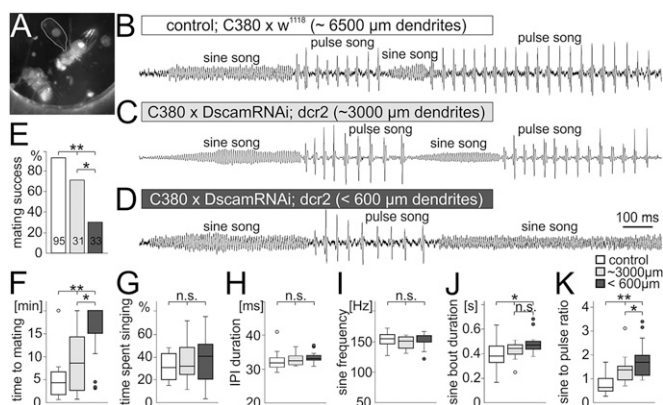 A
B
control; C380 x w1118 (~ 6500 µm dendrites)
pulse song
sine song
sine song
pulse song
C
C380 x DscamRNAi; dcr2 (~3000 µm dendrites)
sine song
pulse song
sine song
pulse song
D
C380 x DscamRNAi; dcr2 (< 600 µm dendrites)
sine song
pulse song
sine song
100 ms
E
%
**
*
mating success
80
60
40
20
0
95
31
33
control
~3000µm
< 600µm
F
[min]
**
*
time to mating
20
15
10
5
0
G
%
n.s.
time spent singing
80
60
40
20
0
H
[ms]
n.s.
IPI duration
50
40
30
I
[Hz]
n.s.
sine frequency
150
100
50
J
[s]
*
n.s.
sine bout duration
0.8
0.6
0.4
0.2
0
K
**
*
sine to pulse ratio
4
3
2
1
0